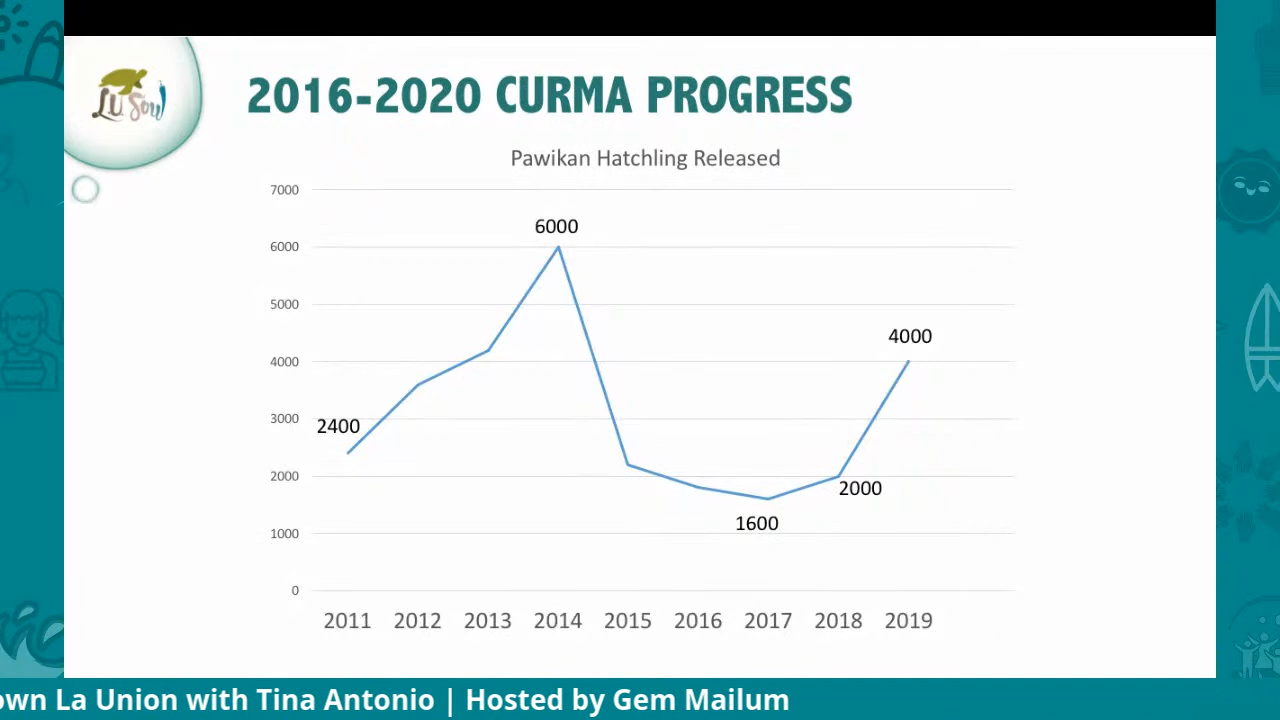 LU Soul
2016-2020 CURMA PROGRESS
Pawikan Hatchling Released
7000
6000
5000
4000
3000
2000
1000
0
6000
4000
2400
2000
1600
2011 2012 2013 2014 2015 2016 2017 2018 2019
own La Union with Tina Antonio | Hosted by Gem Mailum